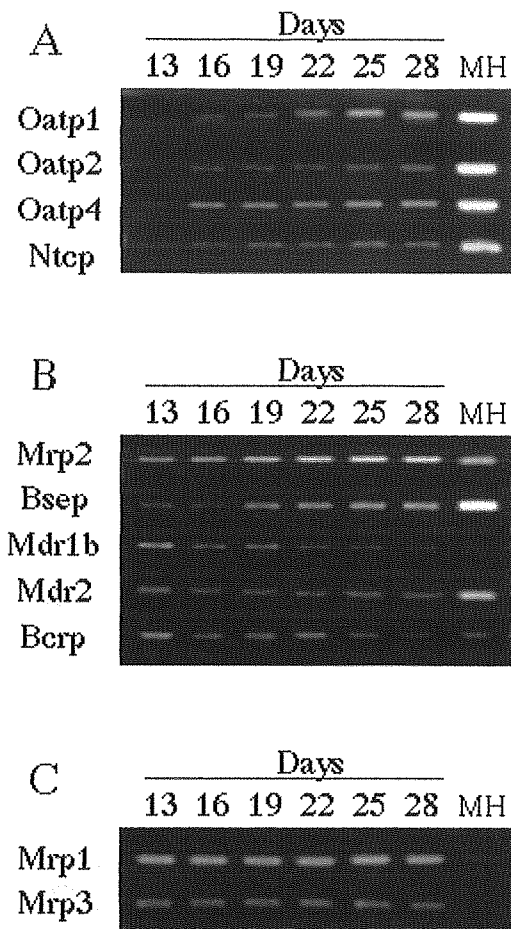 A
Days
13 16 19 22 25 28 MH
Oatp1
Oatp2
Oatp4
Ntcp
B
Days
13 16 19 22 25 28 MH
Mrp2
Bsep
Mdr1b
Mdr2
Bcrp
C
Days
13 16 19 22 25 28 MH
Mrp1
Mrp3